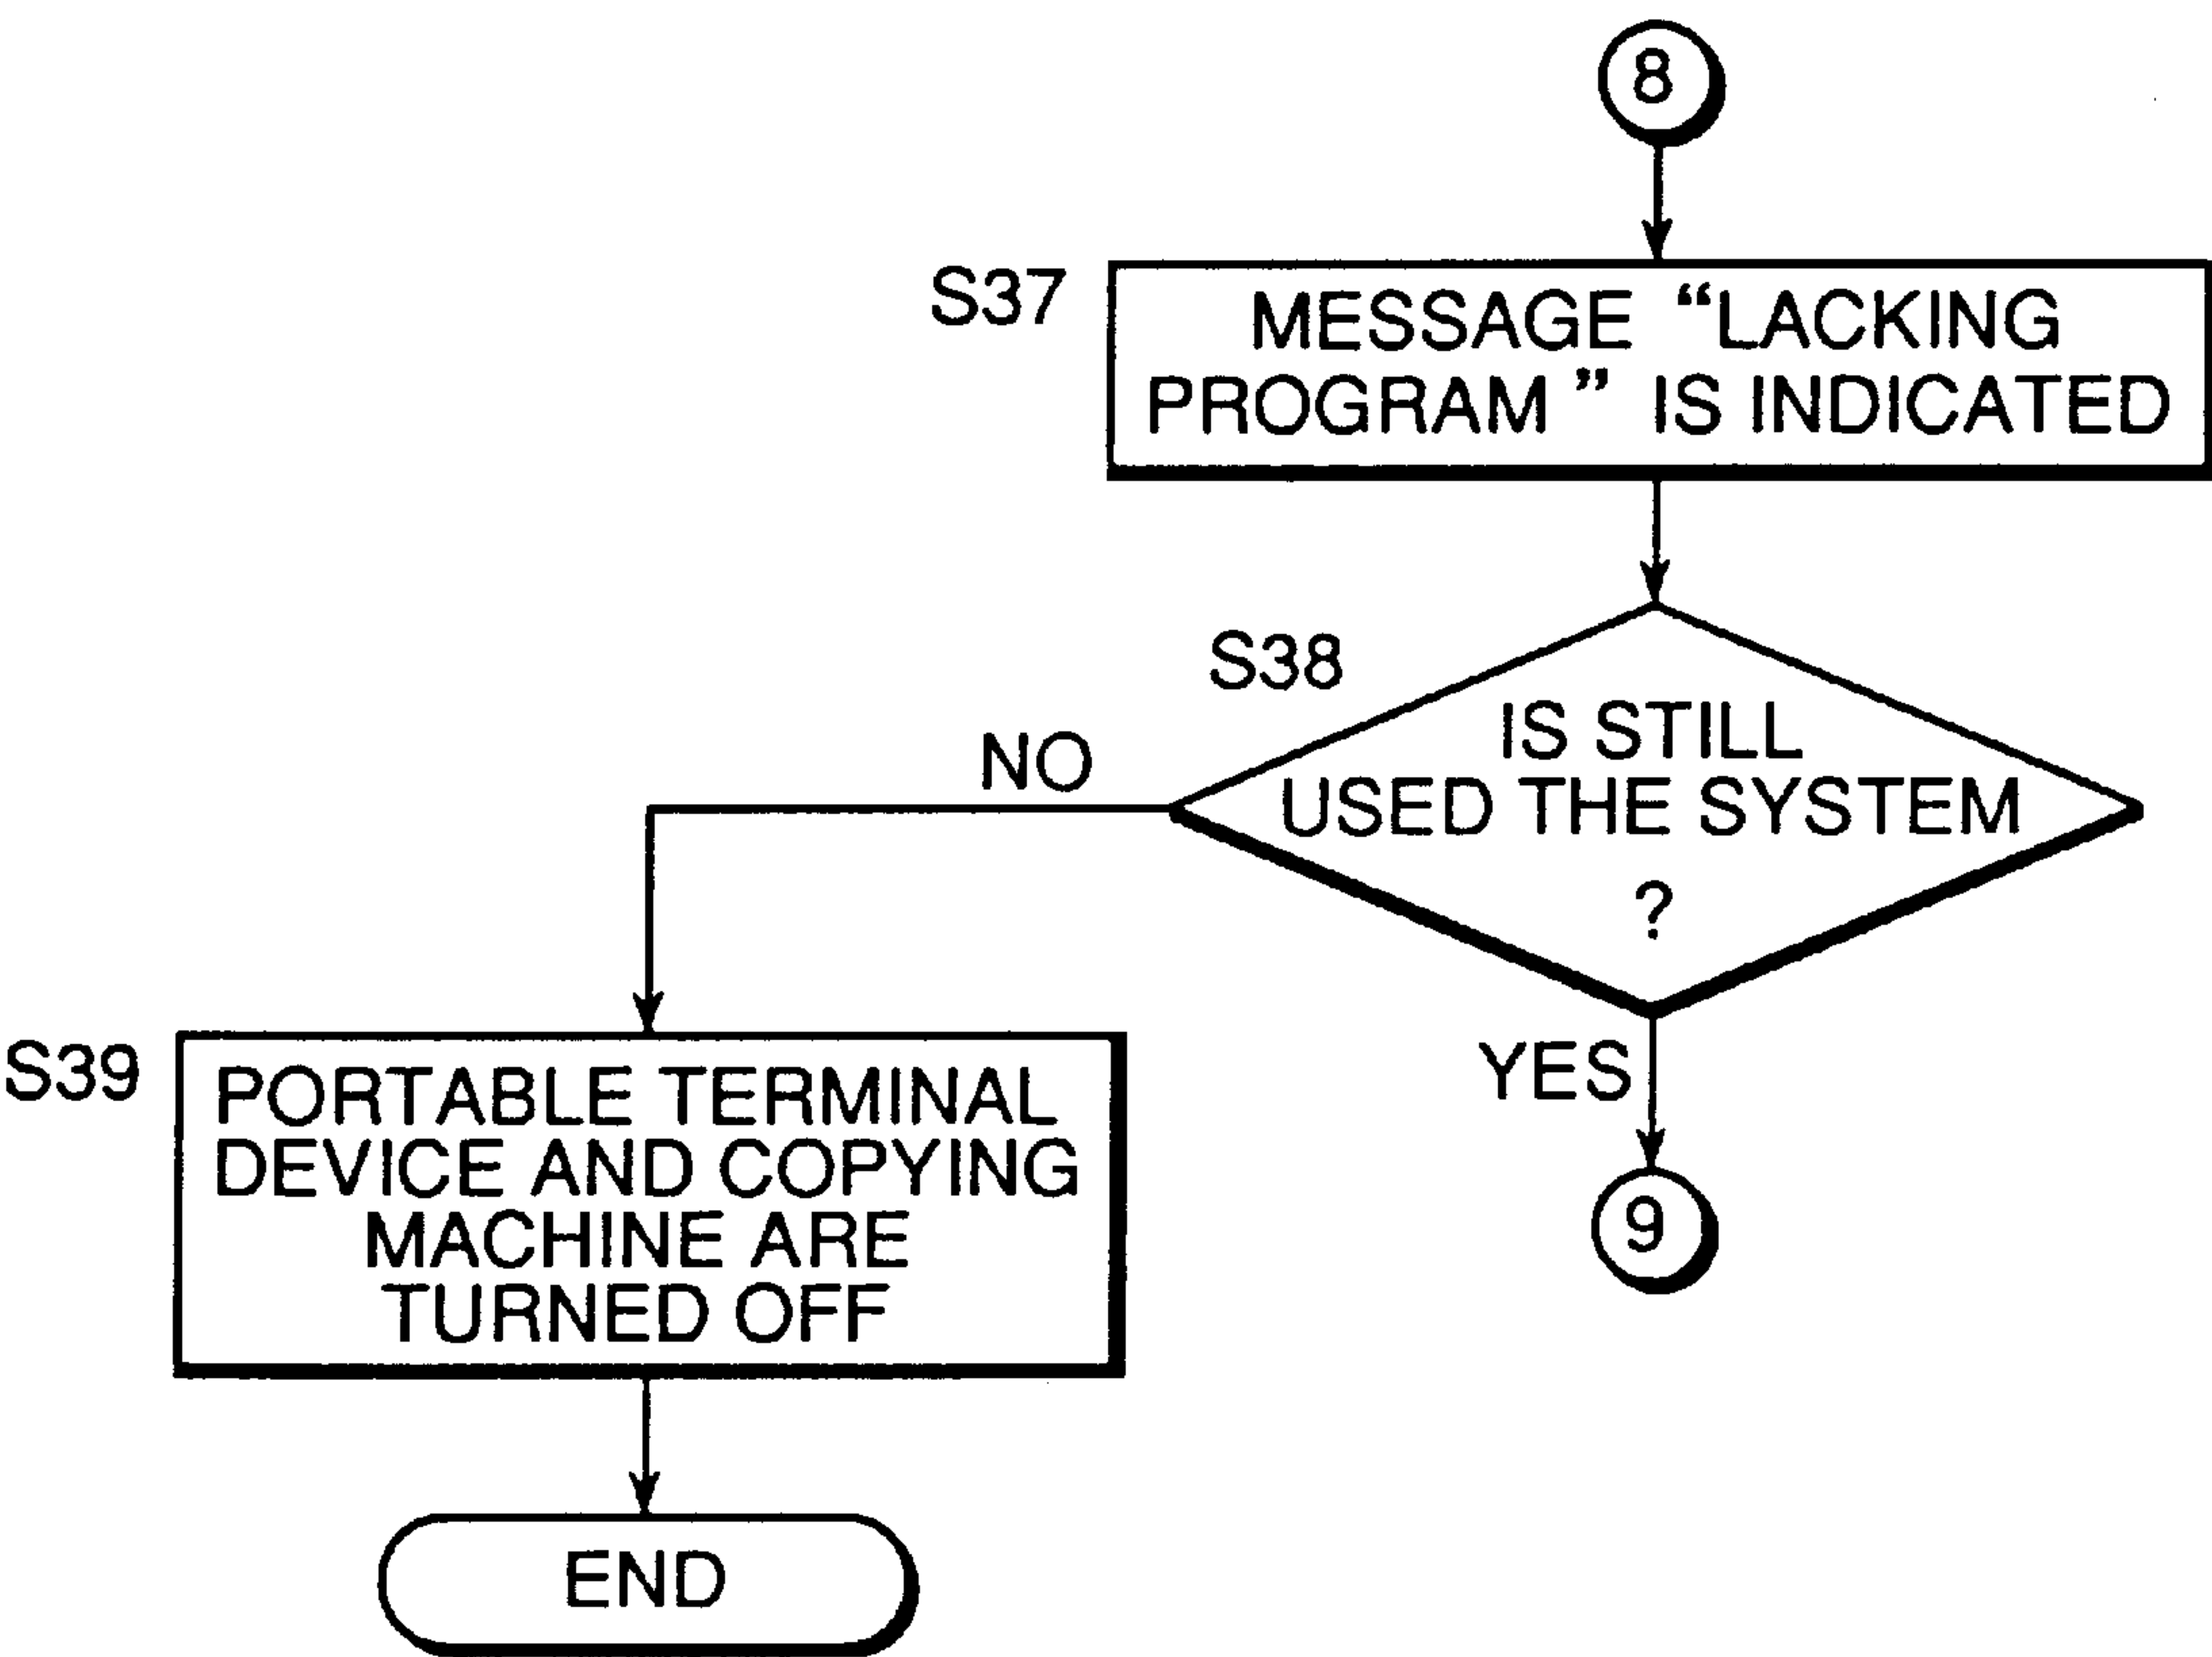 8
S37
MESSAGE “LACKING
PROGRAM” IS INDICATED
S38
IS STILL
USED THE SYSTEM
?
NO
YES
9
S39
PORTABLE TERMINAL
DEVICE AND COPYING
MACHINE ARE
TURNED OFF
END